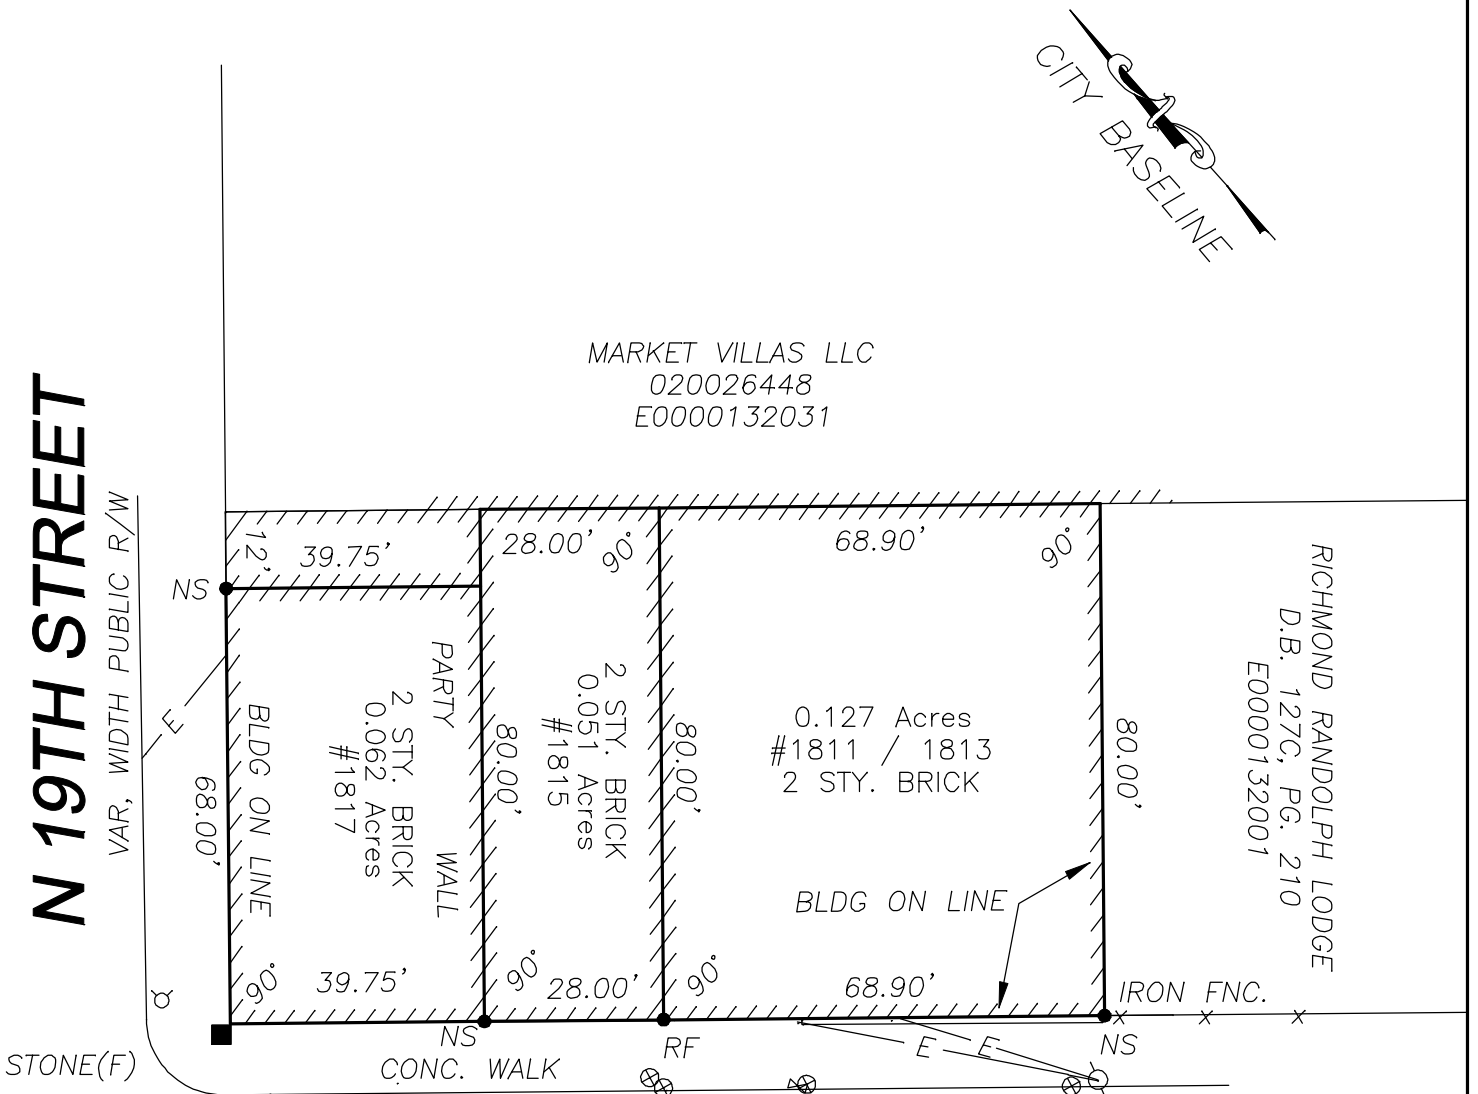 CITY BASELINE
MARKET VILLAS LLC
020026448
E0000132031
N 19TH STREET
VAR, WIDTH PUBLIC R/W
12'
39.75'
28.00'
90°
68.90'
90°
NS
E
68.00'
BLDG ON LINE
2 STY. BRICK
0.062 Acres
#1817
PARTY WALL
80.00'
2 STY. BRICK
0.051 Acres
#1815
80.00'
0.127 Acres
#1811 / 1813
2 STY. BRICK
80.00'
RICHMOND RANDOLPH LODGE
D.B. 127C, PG. 210
E0000132001
BLDG ON LINE
90°
39.75'
90°
28.00'
90°
68.90'
IRON FNC.
X X X
STONE(F)
NS
RF
E
E
NS
CONC. WALK